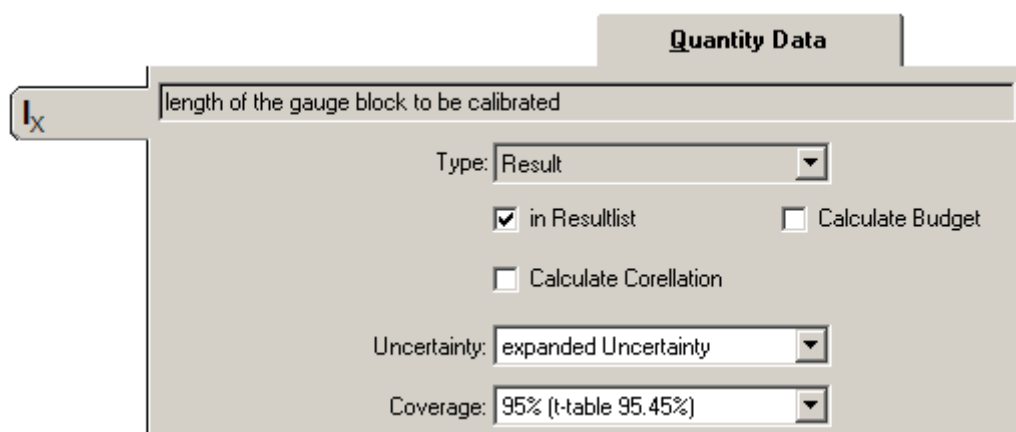 Quantity Data
lX
length of the gauge block to be calibrated
Type: Result
in Resultlist Calculate Budget
Calculate Corellation
Uncertainty: expanded Uncertainty
Coverage: 95% (t-table 95.45%)